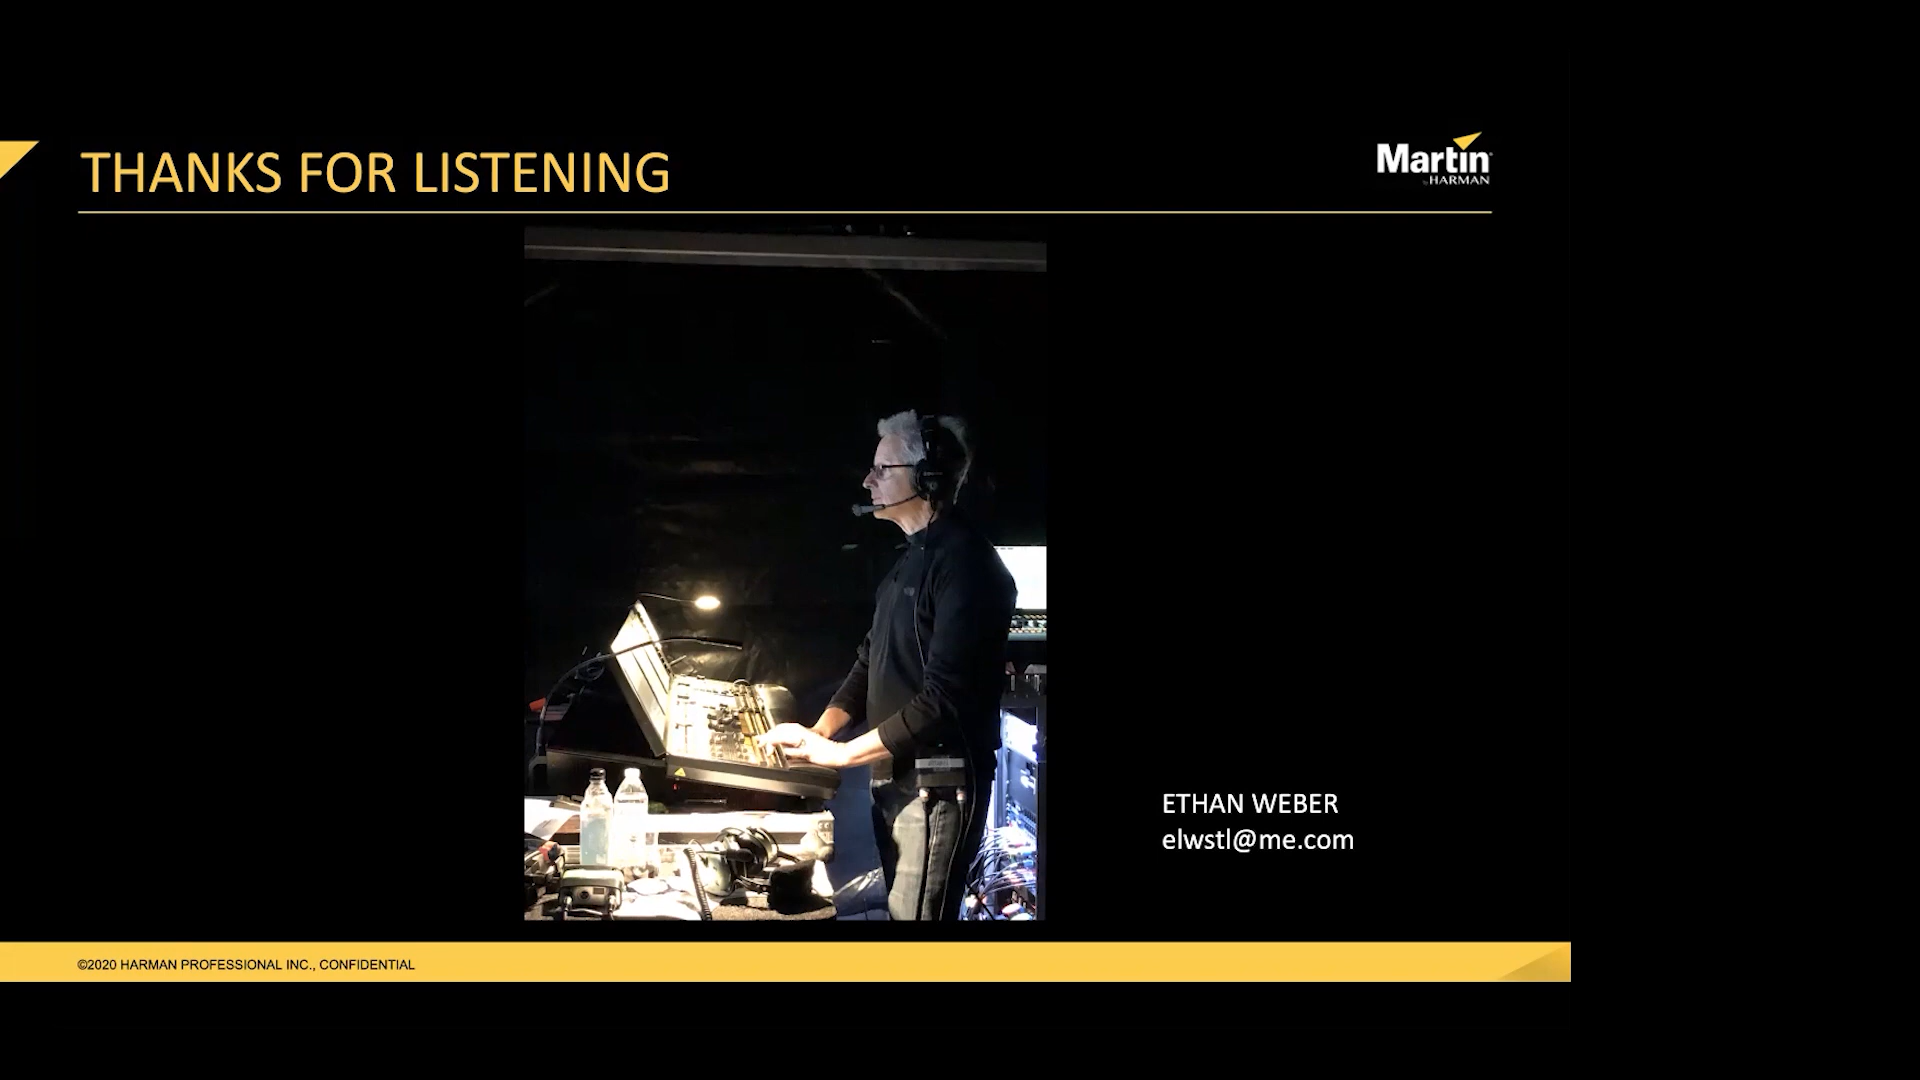 THANKS FOR LISTENING
Martin
by HARMAN
ETHAN WEBER
elwstl@me.com
©2020 HARMAN PROFESSIONAL INC., CONFIDENTIAL